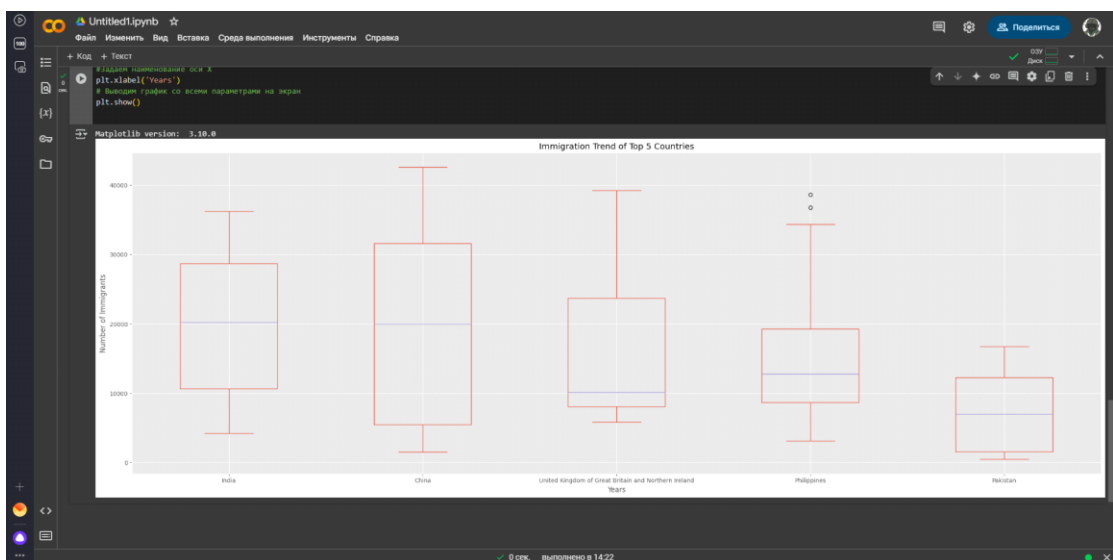 Untitled1.ipynb
Файл Изменить Вид Вставка Среда выполнения Инструменты Справка
Поделиться
100
+ Код + Текст
ОЗУ
Диск
0
сек.
#Задаем наименование оси X
plt.xlabel('Years')
# Выводим график со всеми параметрами на экран
plt.show()
{x}
Matplotlib version: 3.10.0
Immigration Trend of Top 5 Countries
Number of Immigrants
40000
30000
20000
10000
0
India China United Kingdom of Great Britain and Northern Ireland Philippines Pakistan
Years
0 сек. выполнено в 14:22